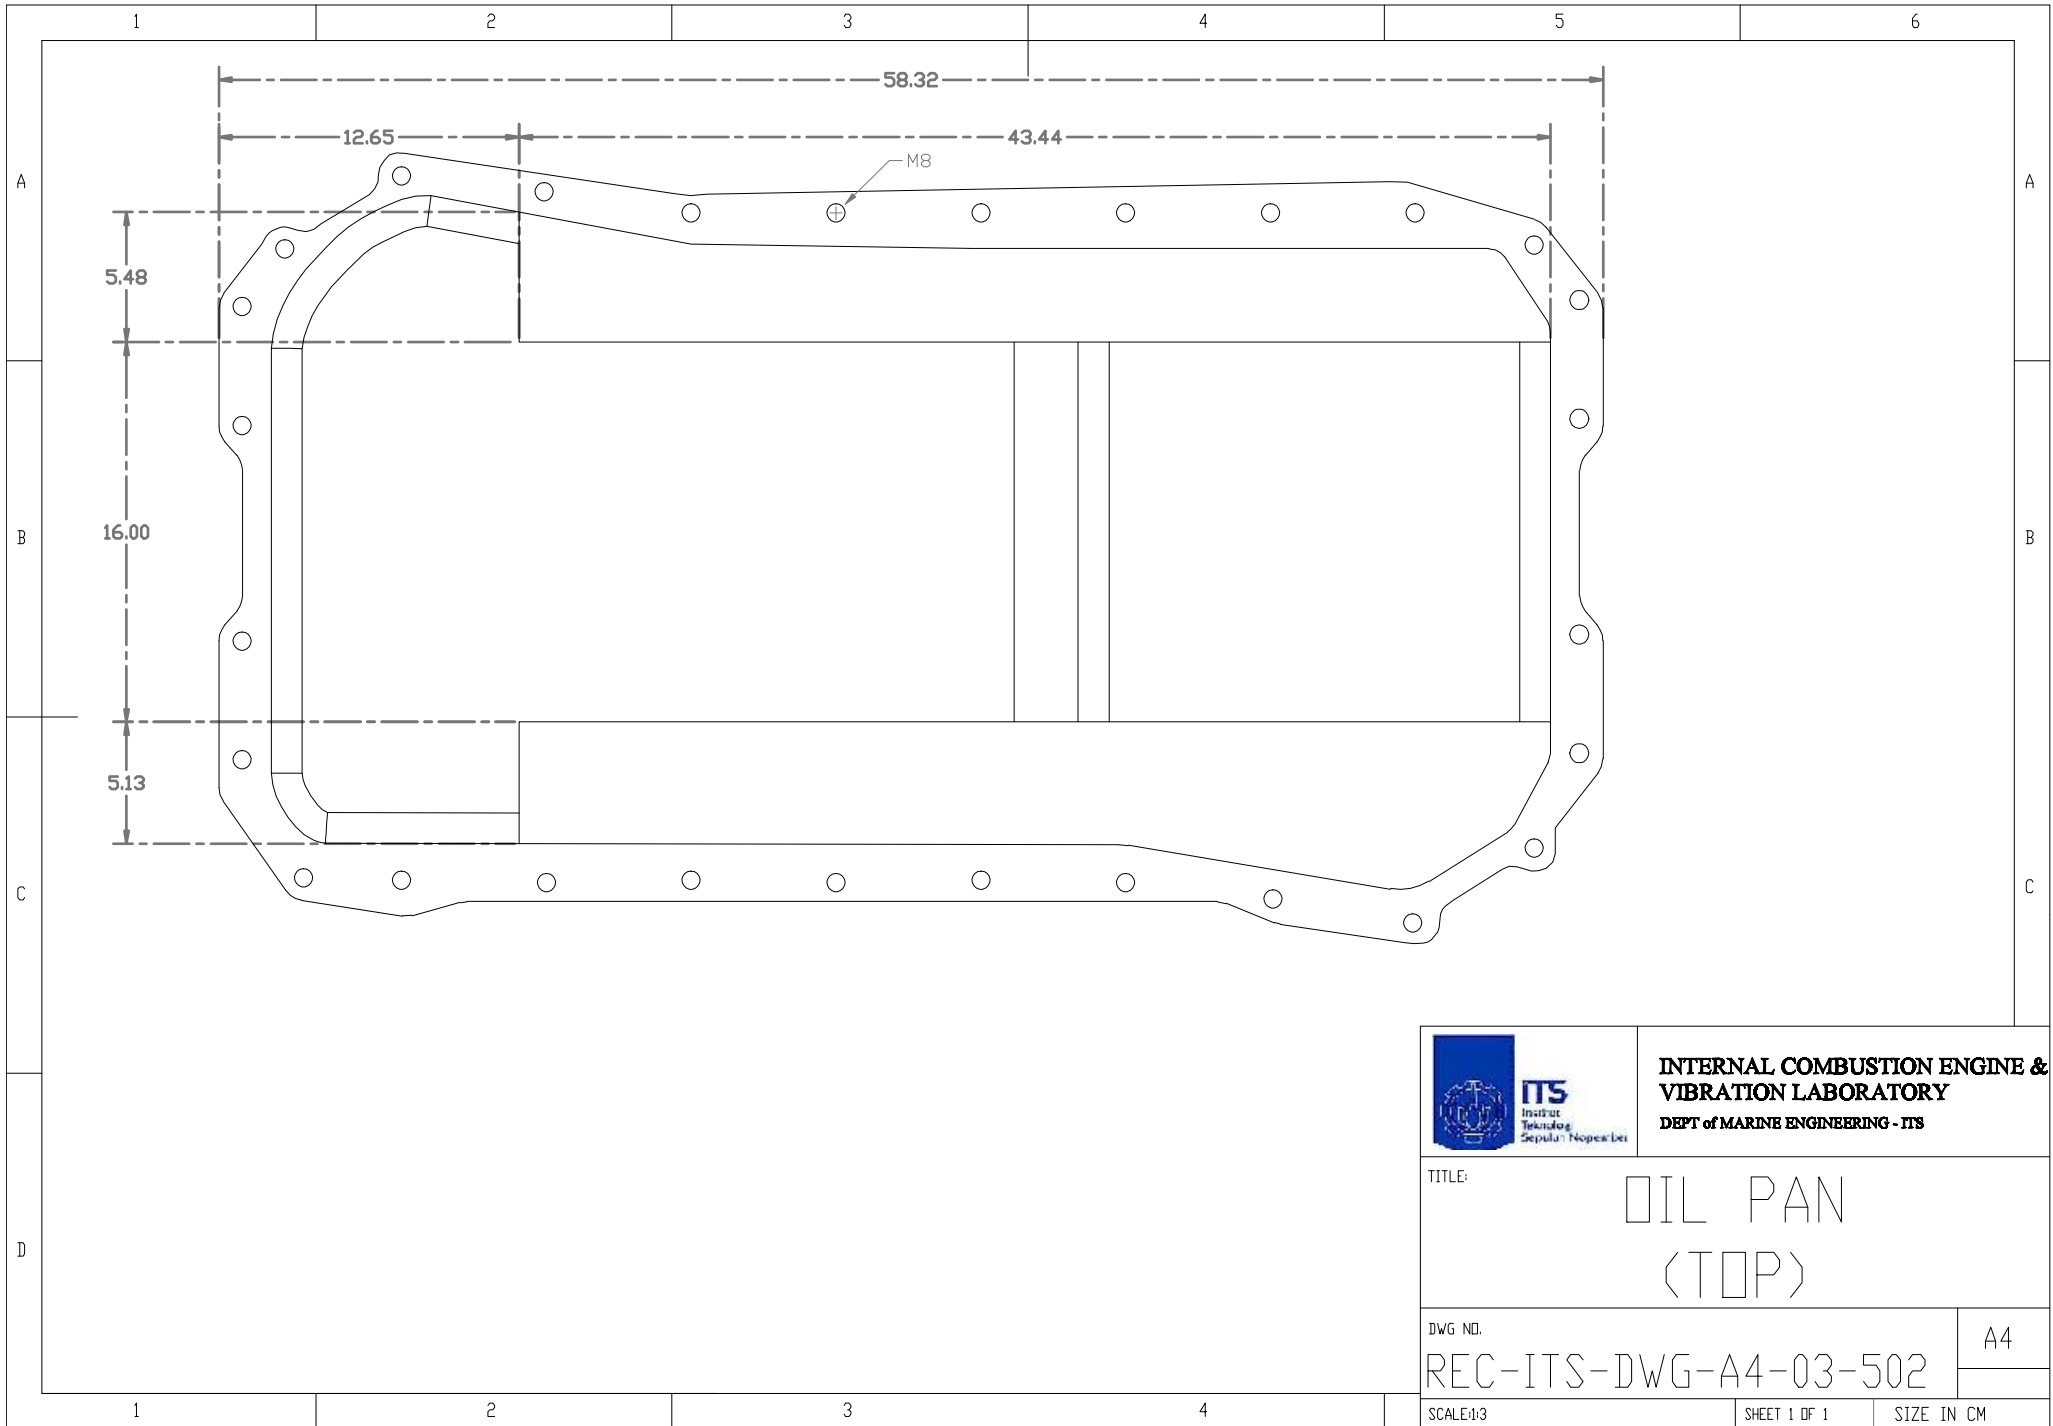 1 2 3 4 5 6
58.32
12.65 43.44
M8
A A
5.48
16.00
B B
5.13
C C
D
ITS
Institut
Teknologi
Sepuluh Nopember
INTERNAL COMBUSTION ENGINE &
VIBRATION LABORATORY
DEPT of MARINE ENGINEERING - ITS
TITLE:
OIL PAN
(TOP)
DWG NO.
REC-ITS-DWG-A4-03-502
A4
SCALE:1:3 SHEET 1 OF 1 SIZE IN CM
1 2 3 4